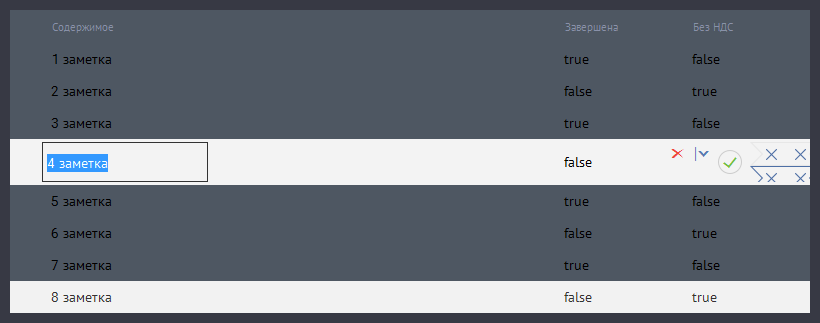 Содержимое Завершена Без НДС
1 заметка true false
2 заметка false true
3 заметка true false
4 заметка false
5 заметка true false
6 заметка false true
7 заметка true false
8 заметка false true